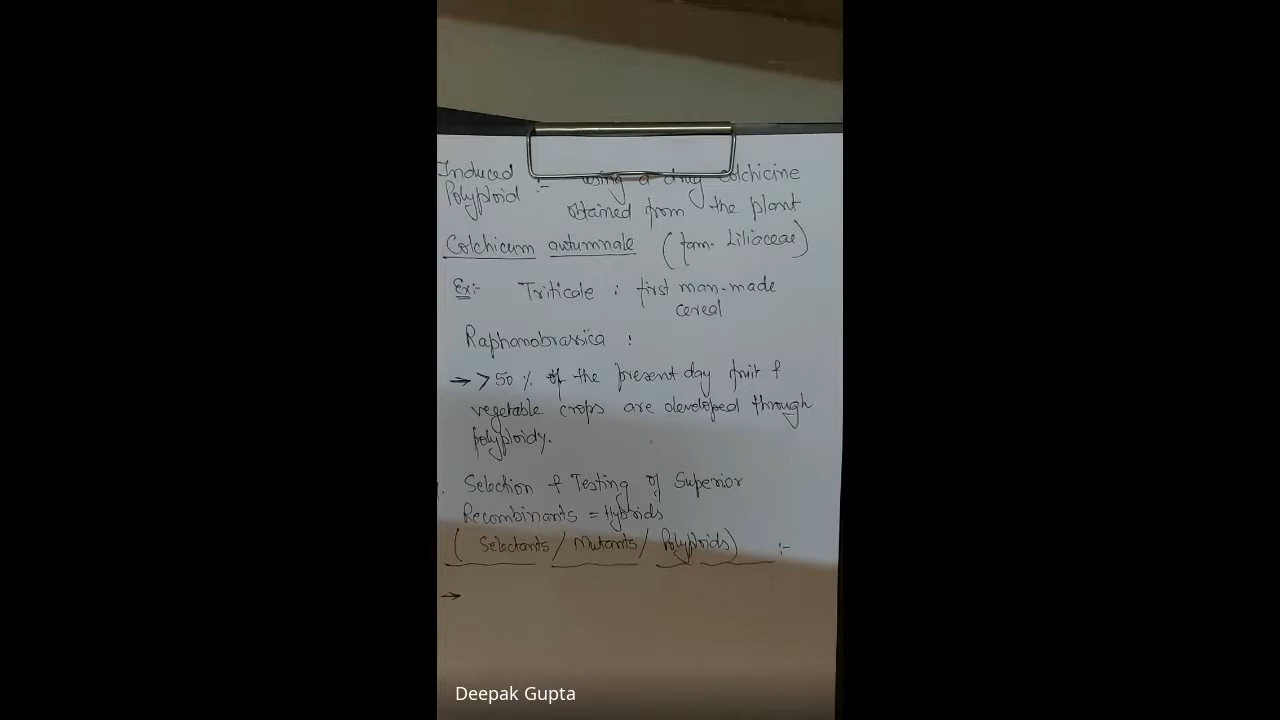 Induced
Polyploid :- using a drug Colchicine
obtained from the plant
Colchicum autumnale (fam. Liliaceae)
Ex:- Triticale : first man-made
cereal
Raphanobrassica :
→ > 50 % of the present day fruit &
vegetable crops are developed through
polyploidy.
Selection & Testing of Superior
Recombinants = Hybrids
( Selectants / Mutants / Polyploids) :-
→
Deepak Gupta